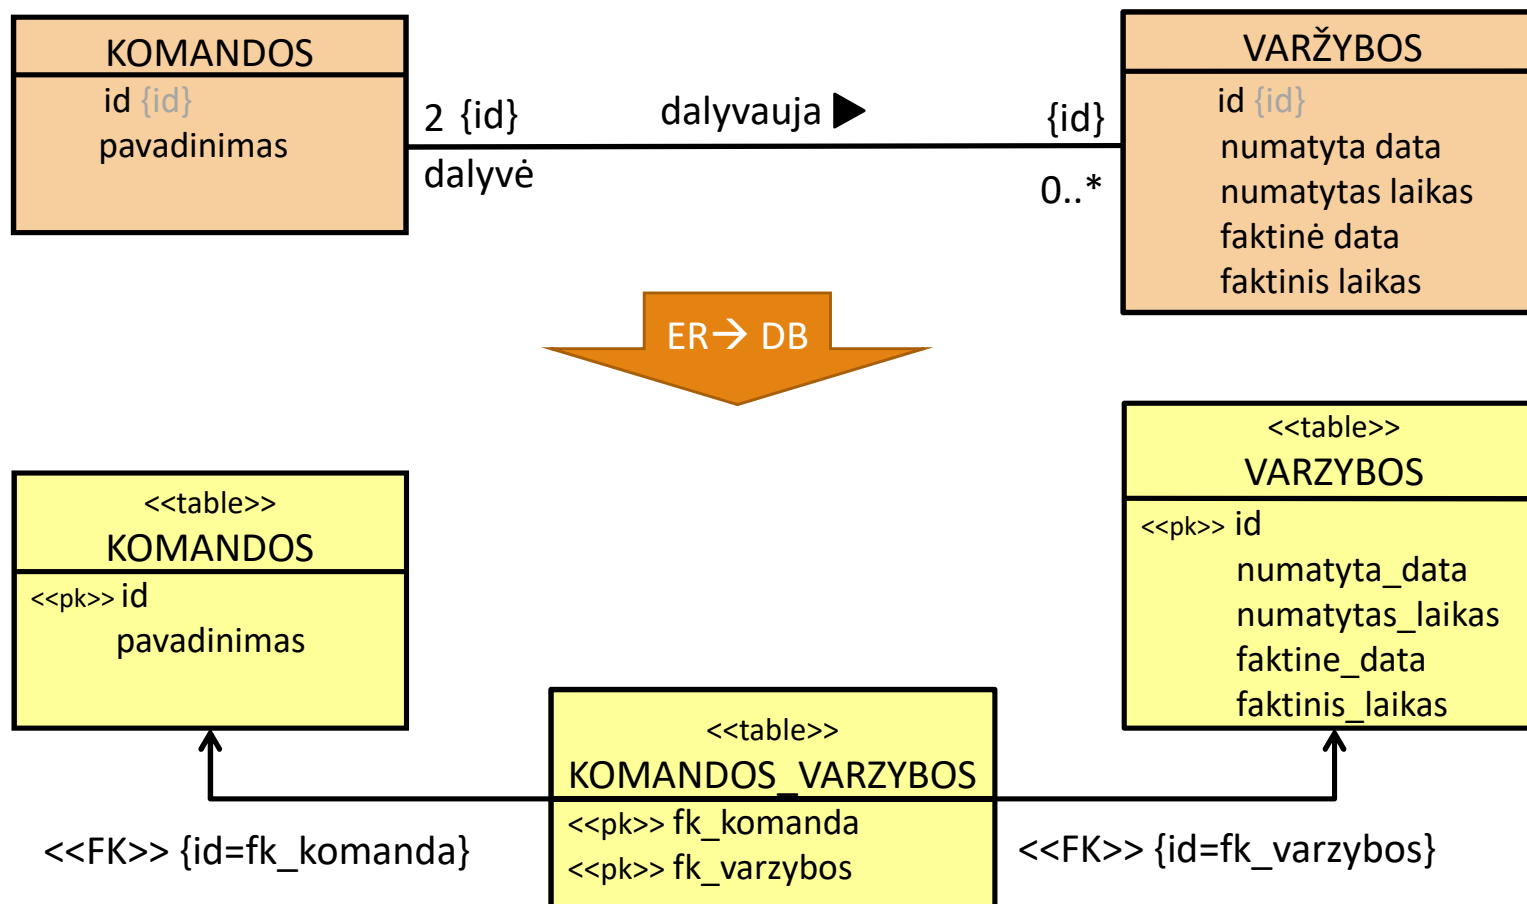 KOMANDOS
id {id}
pavadinimas
2 {id}
dalyvauja ▶
{id}
dalyvė
0..*
VARŽYBOS
id {id}
numatyta data
numatytas laikas
faktinė data
faktinis laikas
ER→ DB
<<table>>
KOMANDOS
<<pk>> id
pavadinimas
<<table>>
VARZYBOS
<<pk>> id
numatyta_data
numatytas_laikas
faktine_data
faktinis_laikas
<<table>>
KOMANDOS_VARZYBOS
<<pk>> fk_komanda
<<pk>> fk_varzybos
<<FK>> {id=fk_komanda}
<<FK>> {id=fk_varzybos}